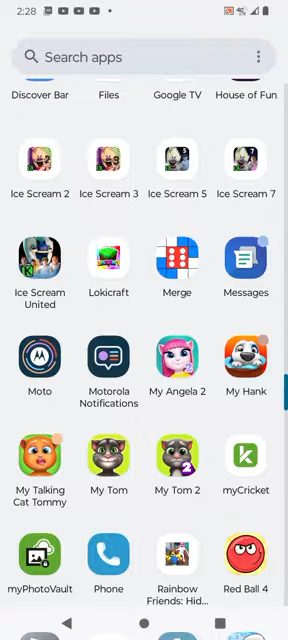 2:28
Search apps
Discover Bar Files Google TV House of Fun
Ice Scream 2 Ice Scream 3 Ice Scream 5 Ice Scream 7
Ice Scream
United Lokicraft Merge Messages
Moto Motorola
Notifications My Angela 2 My Hank
My Talking
Cat Tommy My Tom My Tom 2 myCricket
myPhotoVault Phone Rainbow
Friends: Hid... Red Ball 4